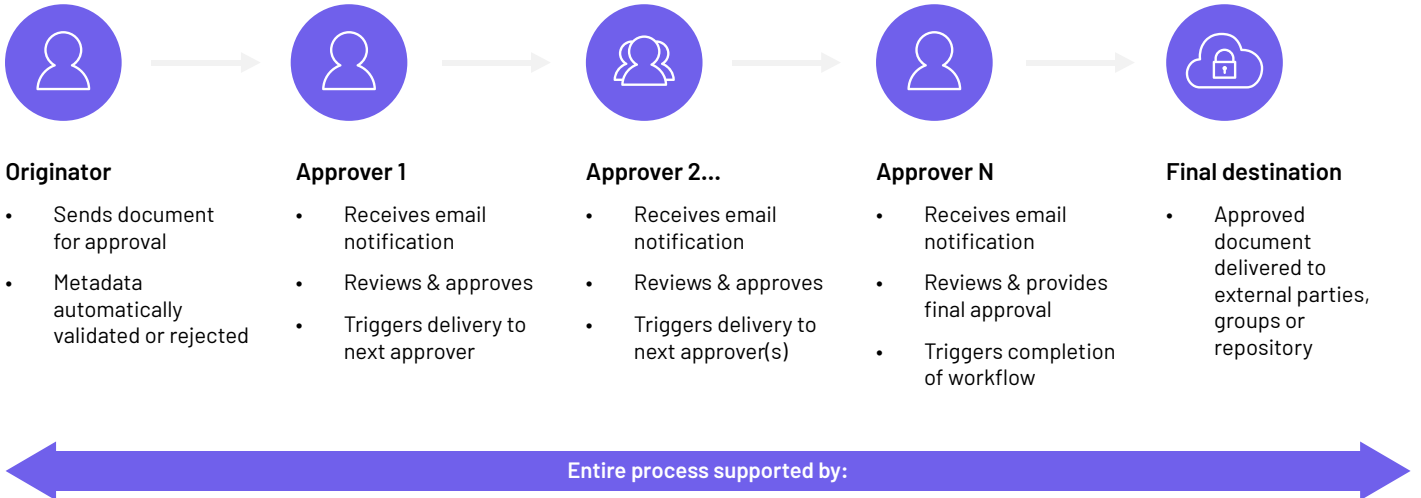 Originator
• Sends document
for approval
• Metadata
automatically
validated or rejected
Approver 1
• Receives email
notification
• Reviews & approves
• Triggers delivery to
next approver
Approver 2...
• Receives email
notification
• Reviews & approves
• Triggers delivery to
next approver(s)
Approver N
• Receives email
notification
• Reviews & provides
final approval
• Triggers completion
of workflow
Final destination
• Approved
document
delivered to
external parties,
groups or
repository
Entire process supported by: